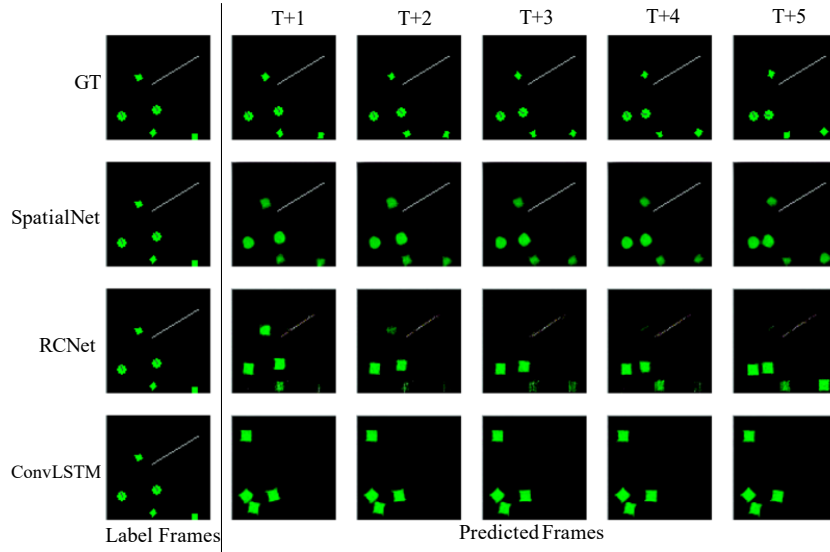 T+1 T+2 T+3 T+4 T+5
GT
SpatialNet
RCNet
ConvLSTM
Label Frames Predicted Frames